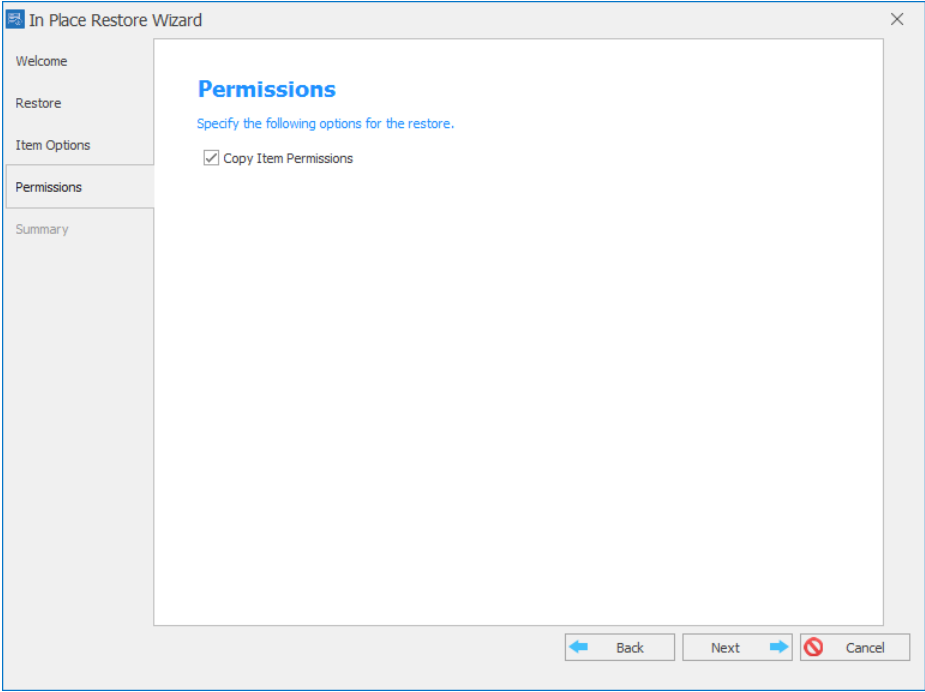 In Place Restore Wizard
Welcome
Restore
Item Options
Permissions
Summary
Permissions
Specify the following options for the restore.
Copy Item Permissions
Back
Next
Cancel